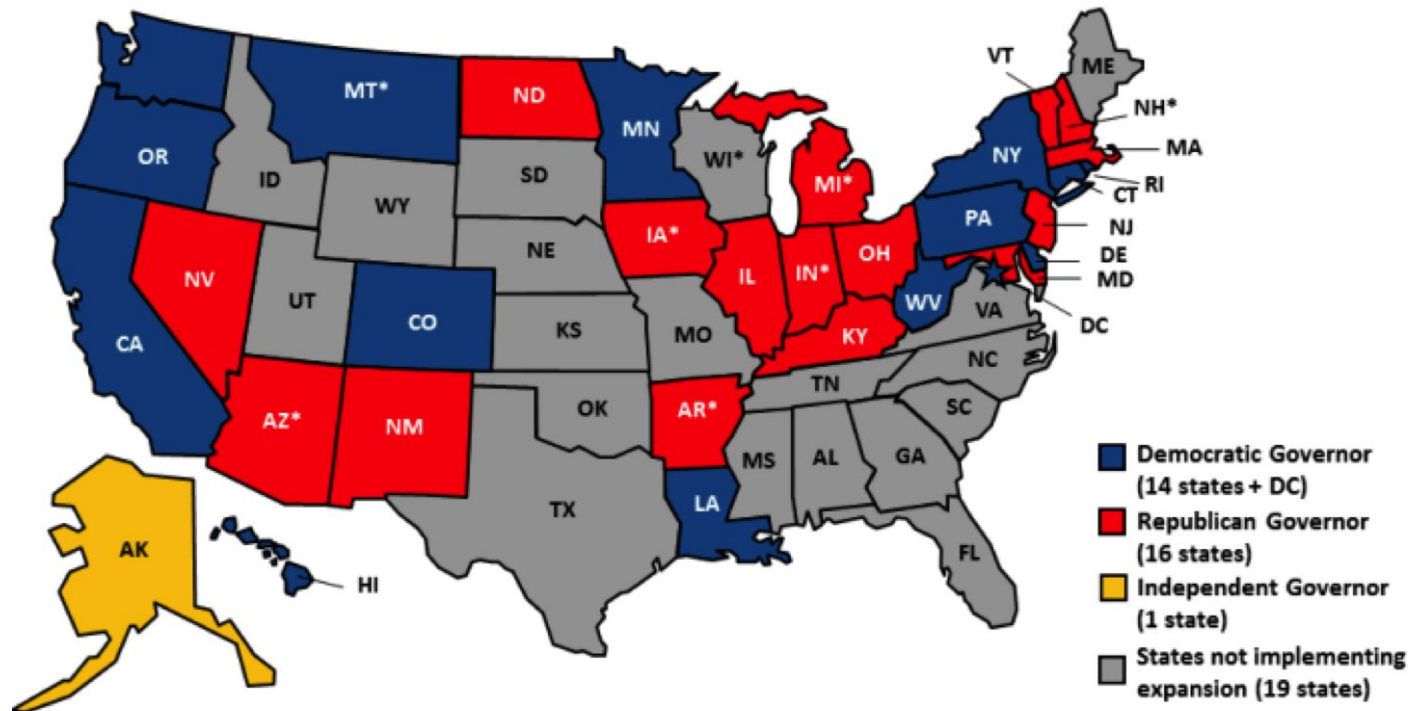 VT
ME
MT*
ND
NH*
MN
OR
NY
MA
WI*
ID
SD
MI*
RI
WY
CT
PA
IA*
NJ
NE
OH
DE
NV
IL
IN*
MD
UT
WV
CO
VA
CA
KS
MO
KY
DC
NC
TN
OK
AZ*
NM
AR*
SC
MS
AL
GA
LA
TX
AK
FL
HI
Democratic Governor
(14 states + DC)
Republican Governor
(16 states)
Independent Governor
(1 state)
States not implementing
expansion (19 states)